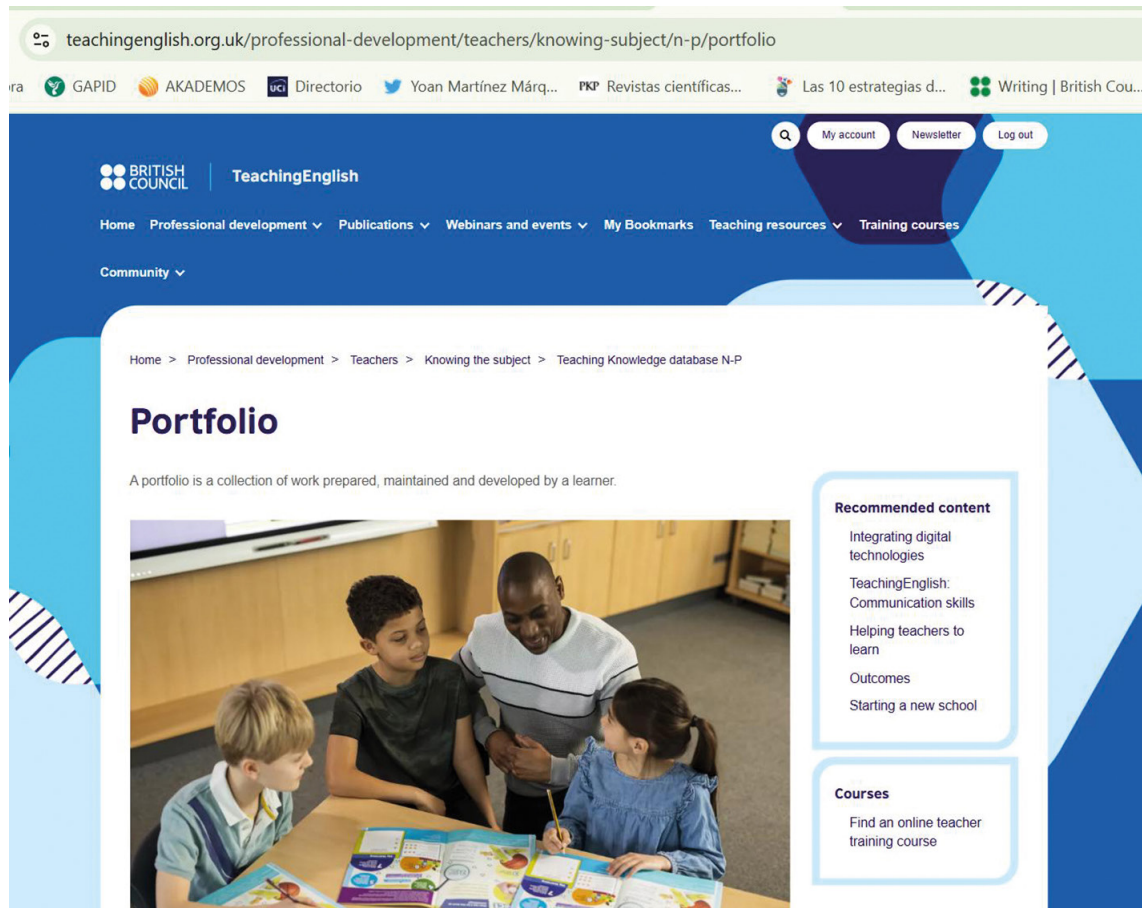 teachingenglish.org.uk/professional-development/teachers/knowing-subject/n-p/portfolio
ra GAPID AKADEMOS UCi Directorio Yoan Martínez Márq... PKP Revistas científicas... Las 10 estrategias d... Writing | British Cou...
My account Newsletter Log out
BRITISH
COUNCIL
TeachingEnglish
Home Professional development Publications Webinars and events My Bookmarks Teaching resources Training courses
Community
Home > Professional development > Teachers > Knowing the subject > Teaching Knowledge database N-P
Portfolio
A portfolio is a collection of work prepared, maintained and developed by a learner.
Recommended content
Integrating digital
technologies
TeachingEnglish:
Communication skills
Helping teachers to
learn
Outcomes
Starting a new school
Courses
Find an online teacher
training course